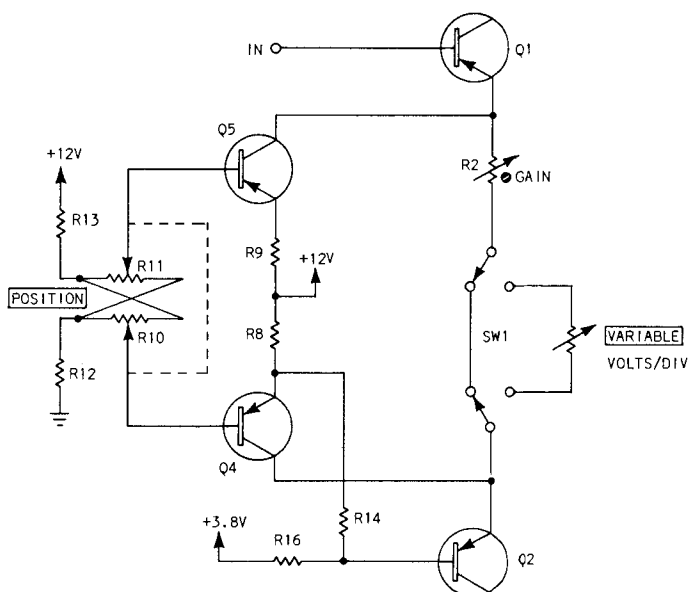 IN
Q1
Q5
+12V
R2
GAIN
R13
R9
R11
+12V
POSITION
R10
R8
SW1
VARIABLE
VOLTS/DIV
R12
Q4
R14
+3.8V
R16
Q2